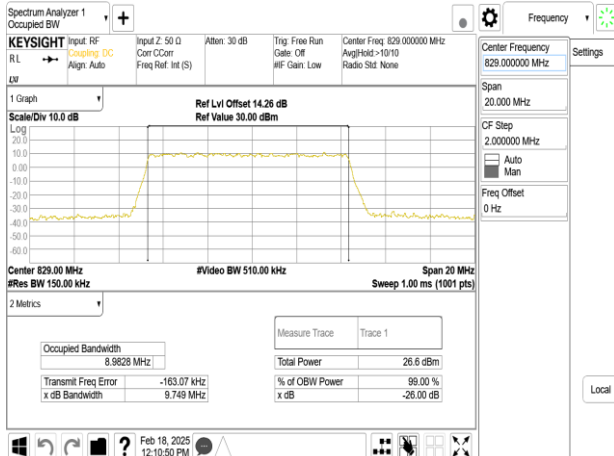 Spectrum Analyzer 1
Occupied BW
Frequency
KEYSIGHT
RL
LXI
Input: RF
Coupling: DC
Align: Auto
Input Z: 50 Ω
Corr CCorr
Freq Ref: Int (S)
Atten: 30 dB
Trig: Free Run
Gate: Off
#IF Gain: Low
Center Freq: 829.000000 MHz
Avg|Hold:>10/10
Radio Std: None
Center Frequency
829.000000 MHz
Settings
Span
20.000 MHz
CF Step
2.000000 MHz
Auto
Man
Freq Offset
0 Hz
Local
1 Graph
Scale/Div 10.0 dB
Ref Lvl Offset 14.26 dB
Ref Value 30.00 dBm
Log
20.0
10.0
0.00
-10.0
-20.0
-30.0
-40.0
-50.0
-60.0
Center 829.00 MHz
#Res BW 150.00 kHz
#Video BW 510.00 kHz
Span 20 MHz
Sweep 1.00 ms (1001 pts)
2 Metrics
Measure Trace
Trace 1
Occupied Bandwidth
8.9828 MHz
Total Power
26.6 dBm
Transmit Freq Error
-163.07 kHz
% of OBW Power
99.00 %
x dB Bandwidth
9.749 MHz
x dB
-26.00 dB
?
Feb 18, 2025
12:10:50 PM